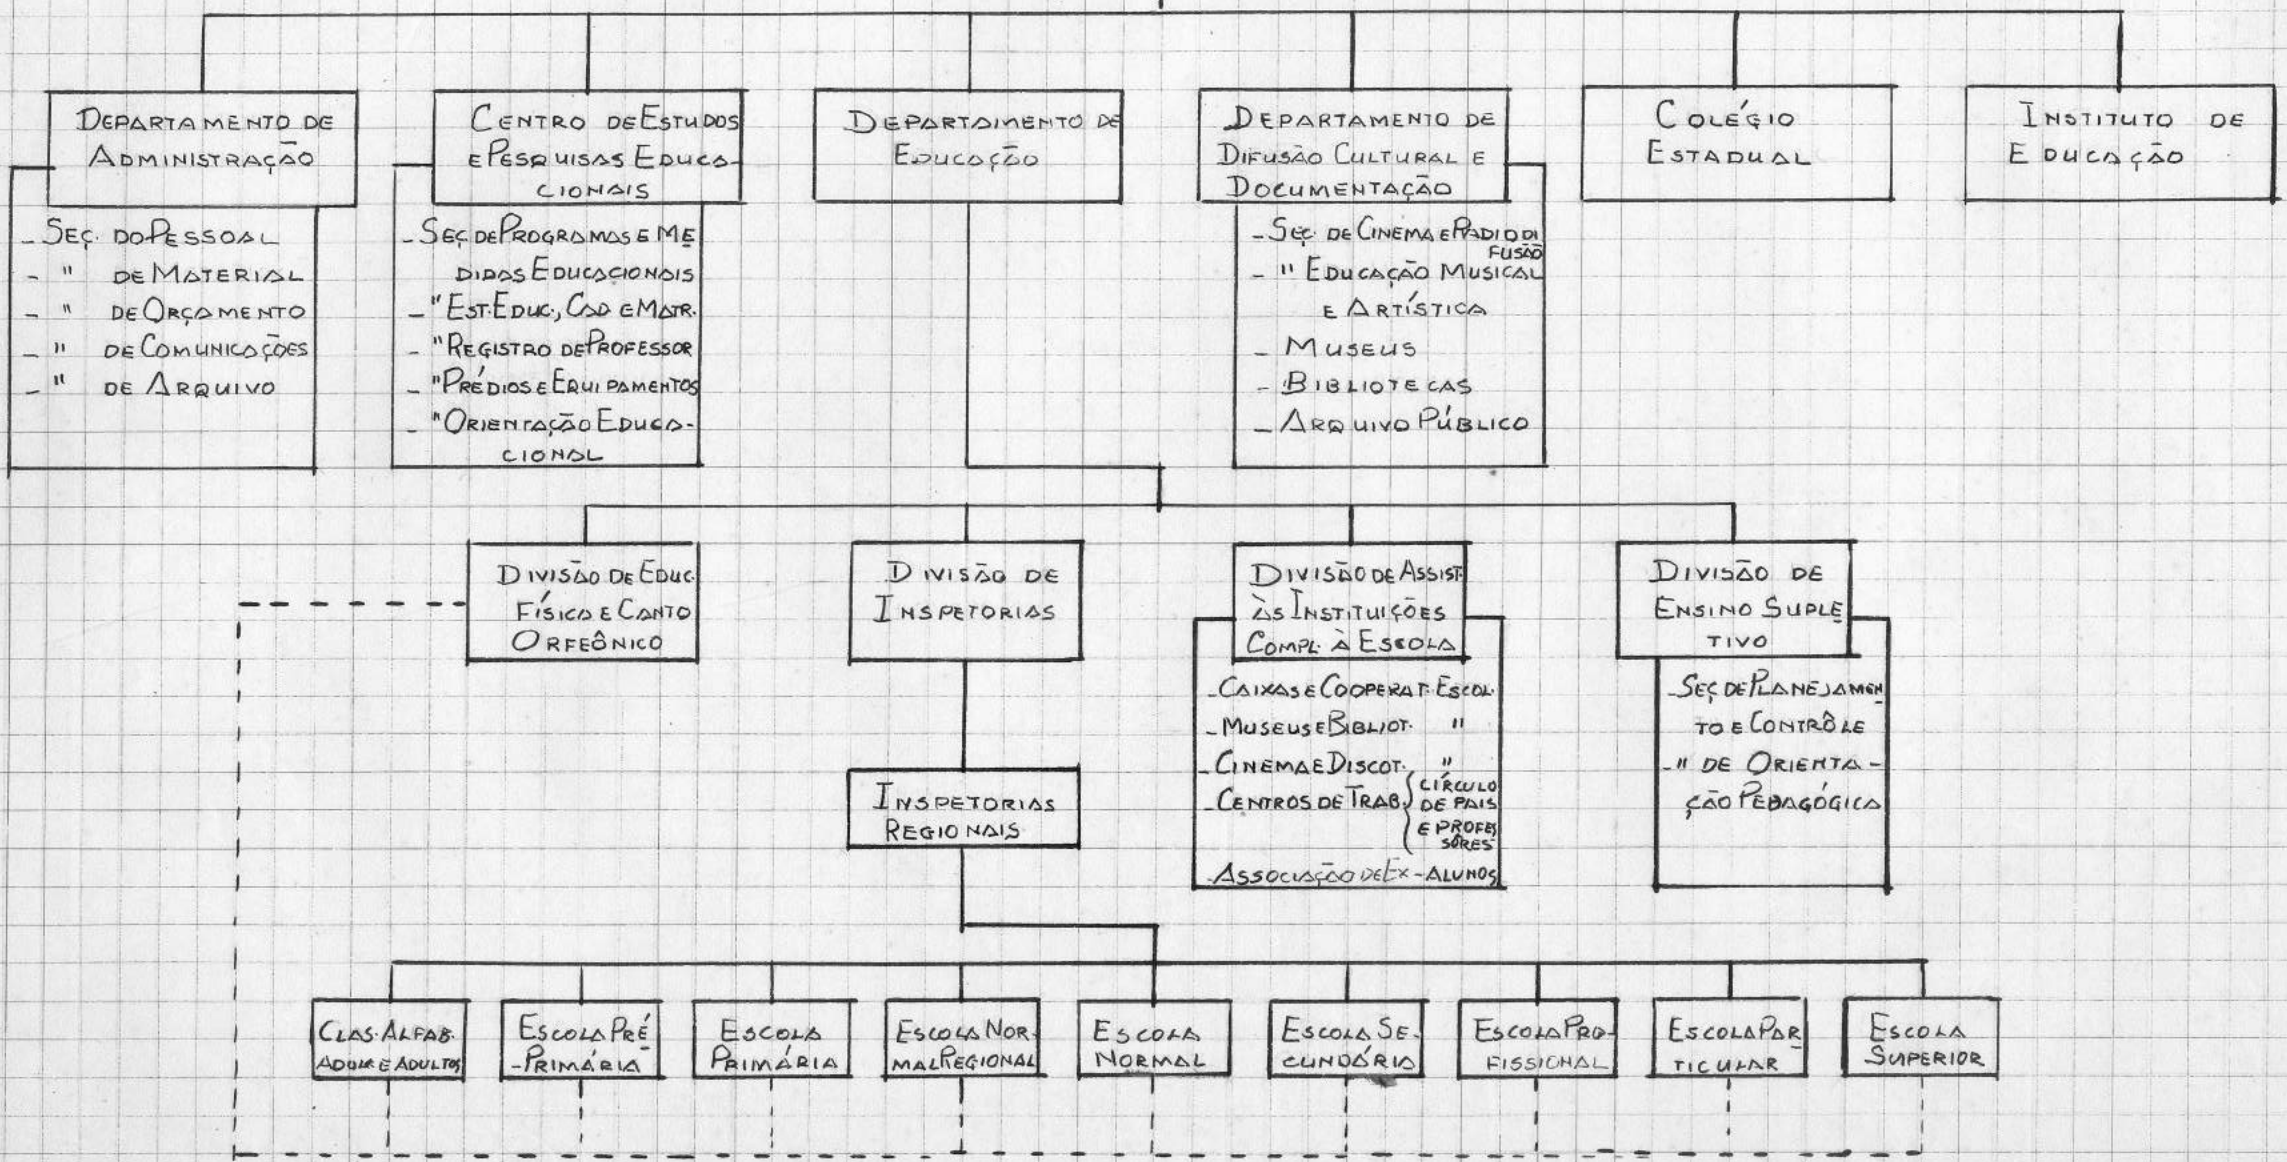 DEPARTAMENTO DE
ADMINISTRAÇÃO
- SEÇ. DO PESSOAL
- " DE MATERIAL
- " DE ORÇAMENTO
- " DE COMUNICAÇÕES
- " DE ARQUIVO
CENTRO DE ESTUDOS
E PESQUISAS EDUCA-
CIONAIS
- SEÇ DE PROGRAMAS E ME
DIDAS EDUCACIONAIS
- " EST. EDUC., CAD E MATR.
- " REGISTRO DE PROFESSOR
- " PRÉDIOS E EQUIPAMENTOS
- " ORIENTAÇÃO EDUCA-
CIONAL
DEPARTAMENTO DE
EDUCAÇÃO
DEPARTAMENTO DE
DIFUSÃO CULTURAL E
DOCUMENTAÇÃO
- SEÇ. DE CINEMA E RADIODI
FUSÃO
- " EDUCAÇÃO MUSICAL
E ARTÍSTICA
- MUSEUS
- BIBLIOTECAS
- ARQUIVO PÚBLICO
COLÉGIO
ESTADUAL
INSTITUTO DE
EDUCAÇÃO
DIVISÃO DE EDUC.
FÍSICA E CANTO
ORFEÔNICO
DIVISÃO DE
INSPETORIAS
DIVISÃO DE ASSIST.
ÀS INSTITUIÇÕES
COMPL. À ESCOLA
- CAIXAS E COOPERAT. ESCOL.
- MUSEUS E BIBLIOT. "
- CINEMA E DISCOT. "
- CENTROS DE TRAB.
CÍRCULO
DE PAIS
E PROFES
SÔRES
- ASSOCIAÇÃO DE EX-ALUNOS
DIVISÃO DE
ENSINO SUPLE
TIVO
- SEÇ DE PLANEJAMEN
TO E CONTRÔLE
- " DE ORIENTA-
ÇÃO PEDAGÓGICA
INSPETORIAS
REGIONAIS
CLAS. ALFAB.
ADOL. E ADULTOS
ESCOLA PRÉ
-PRIMÁRIA
ESCOLA
PRIMÁRIA
ESCOLA NOR-
MAL REGIONAL
ESCOLA
NORMAL
ESCOLA SE-
CUNDÁRIA
ESCOLA PRO-
FISSIONAL
ESCOLA PAR
TICULAR
ESCOLA
SUPERIOR